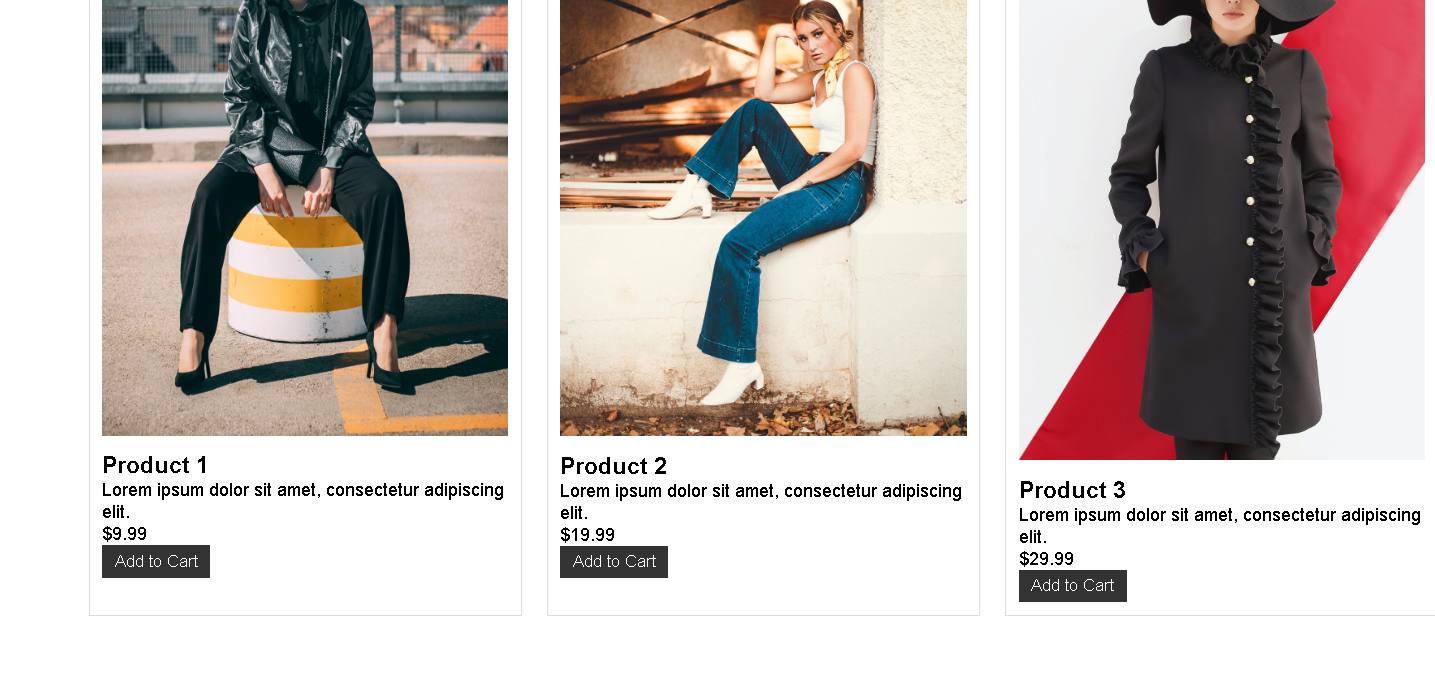 Product 1
Lorem ipsum dolor sit amet, consectetur adipiscing
elit.
$9.99
Add to Cart
Product 2
Lorem ipsum dolor sit amet, consectetur adipiscing
elit.
$19.99
Add to Cart
Product 3
Lorem ipsum dolor sit amet, consectetur adipiscing
elit.
$29.99
Add to Cart